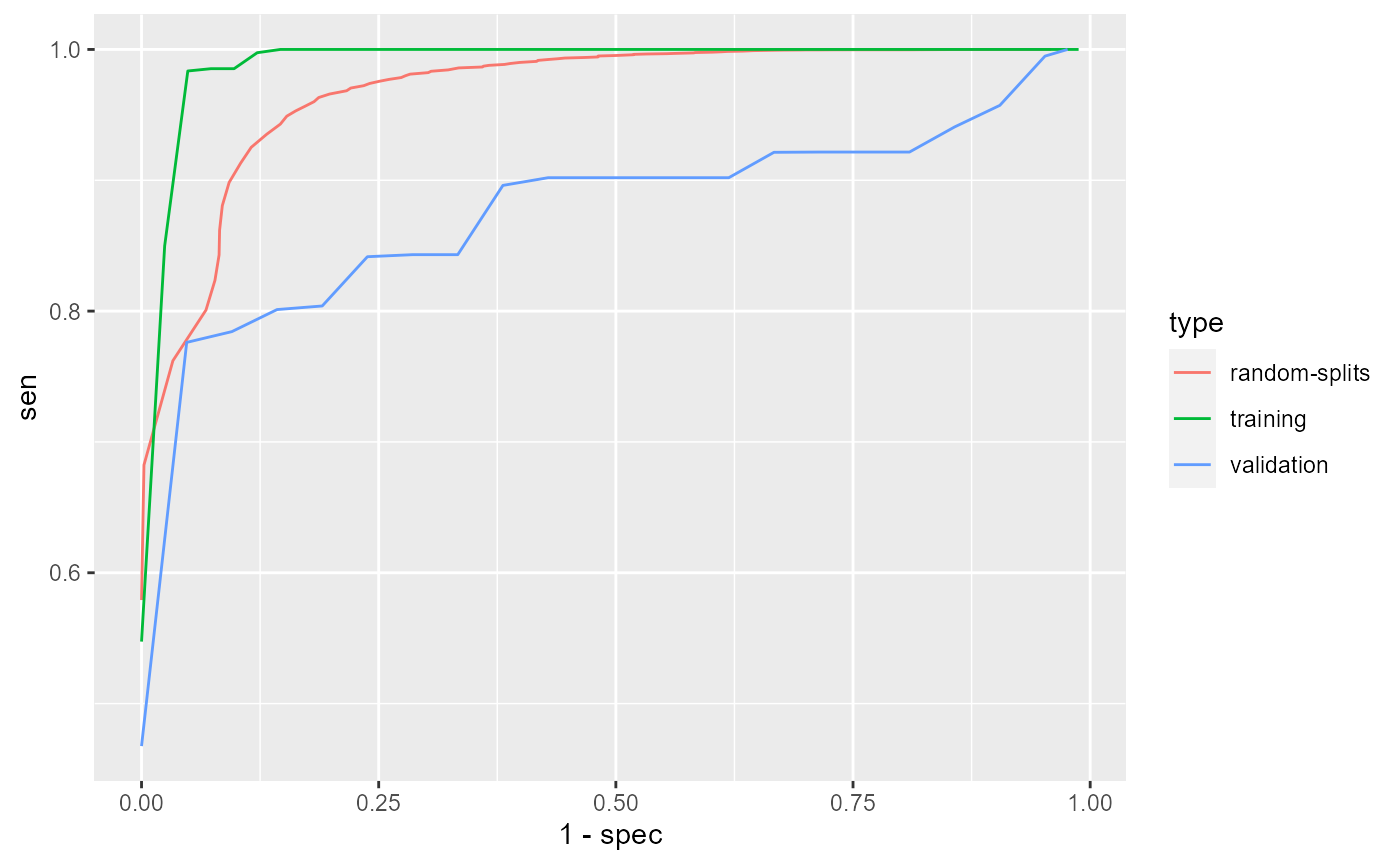 1.0
0.8
0.6
sen
0.00 0.25 0.50 0.75 1.00
1 - spec
type
random-splits
training
validation